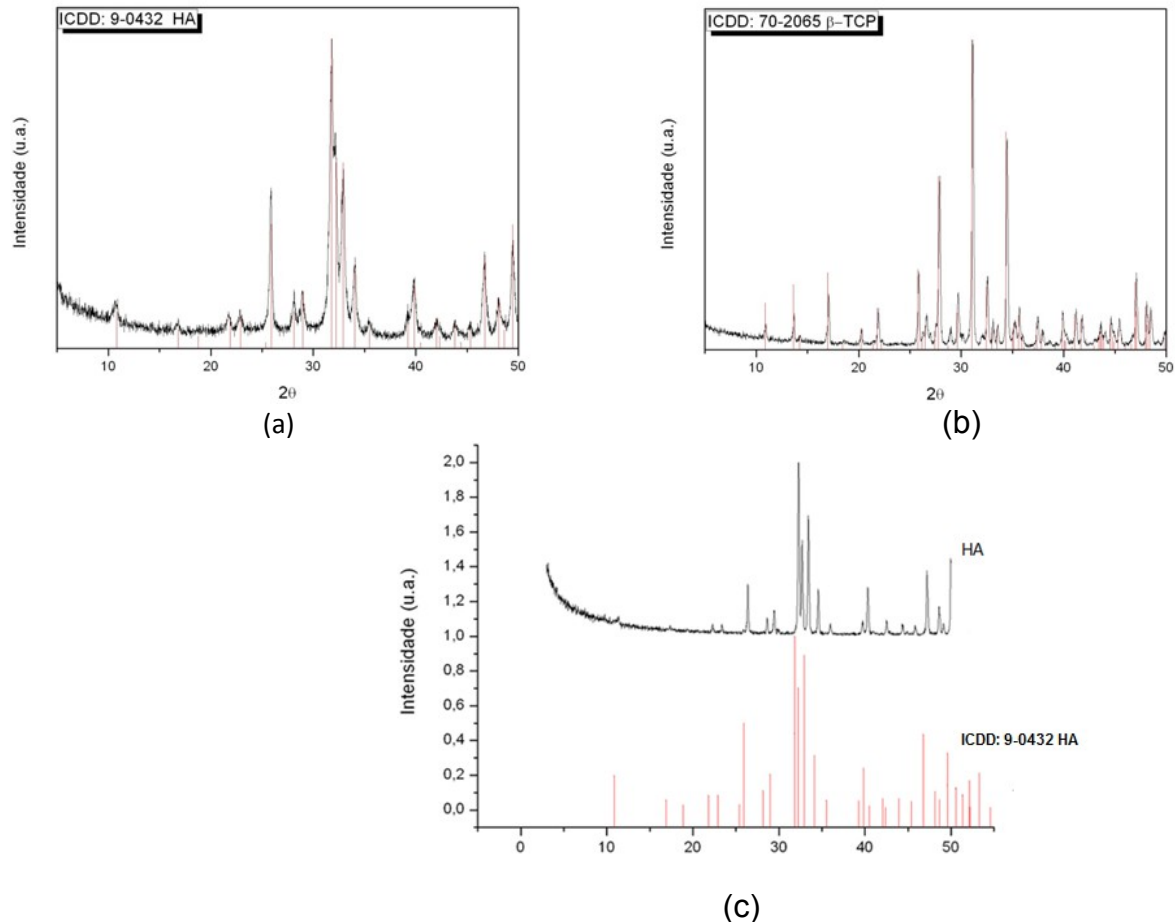 ICDD: 9-0432 HA
Intensidade (u.a.)
10 20 30 40 50
2θ
(a)
ICDD: 70-2065 β-TCP
Intensidade (u.a.)
10 20 30 40 50
2θ
(b)
2,0
1,8
1,6
1,4
1,2
1,0
0,8
0,6
0,4
0,2
0,0
Intensidade (u.a.)
HA
ICDD: 9-0432 HA
0 10 20 30 40 50
(c)